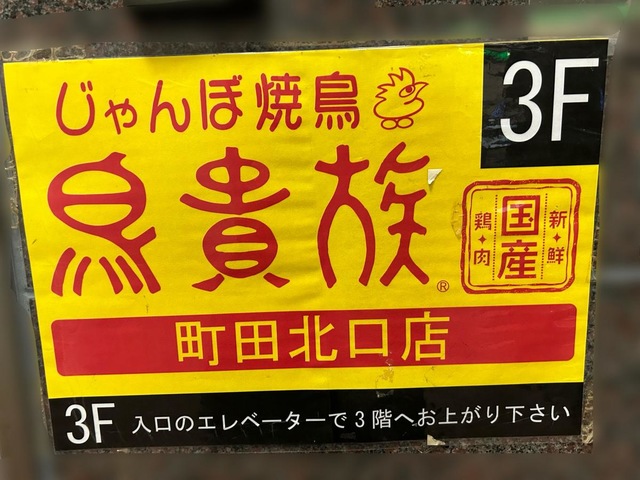 じゃんぼ焼鳥
3F
鳥貴族®
新・鮮
国産
鶏・肉
町田北口店
3F 入口のエレベーターで3階へお上がり下さい